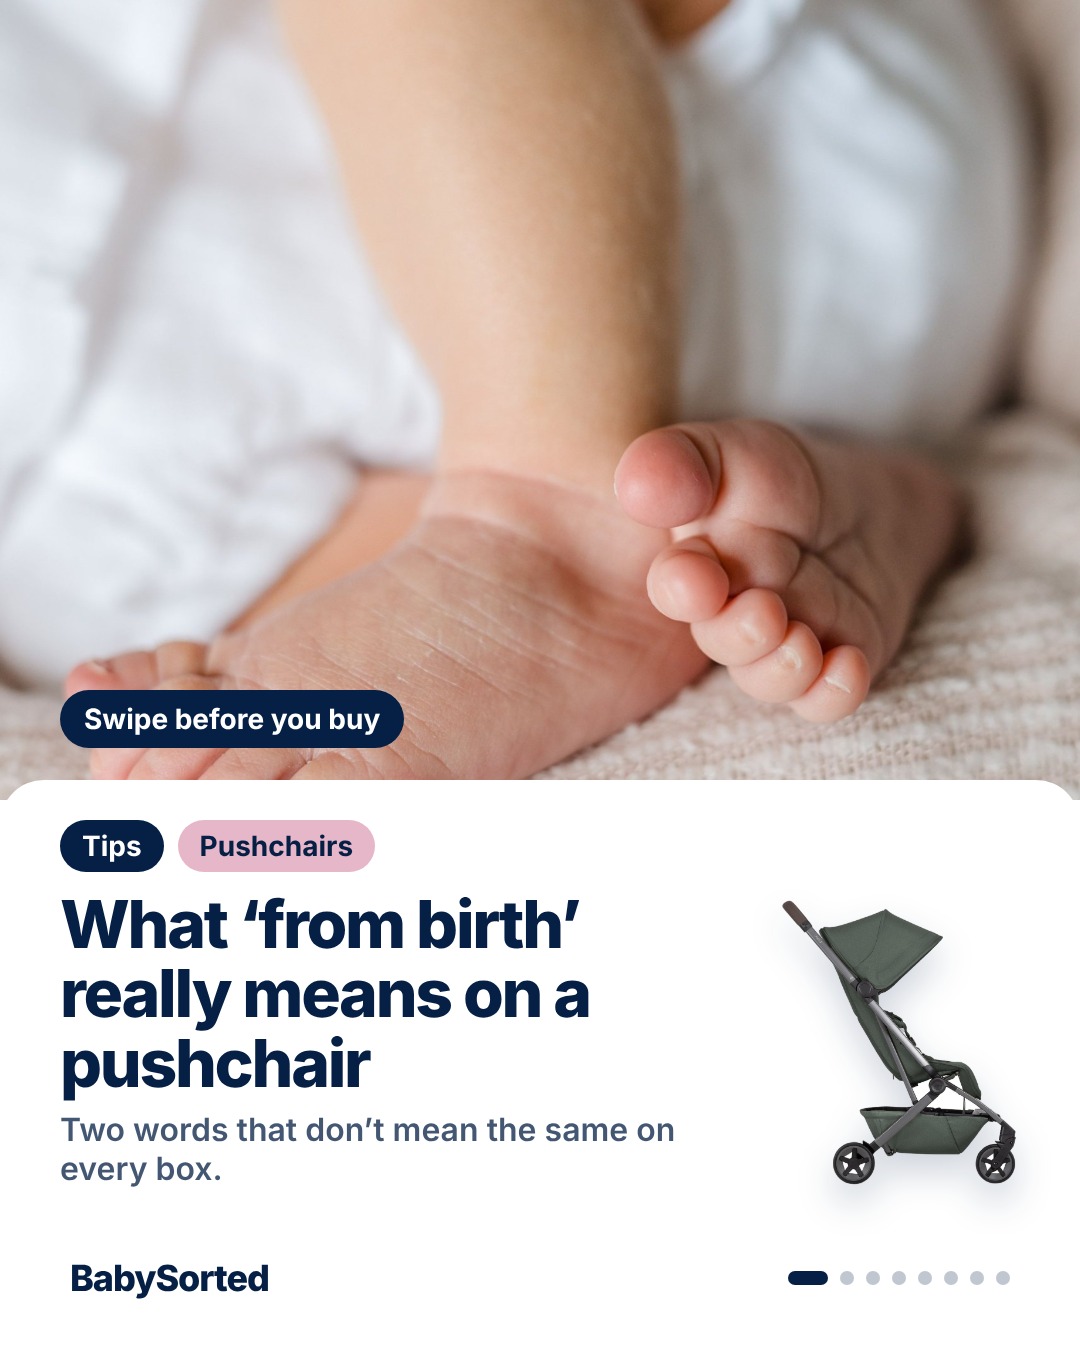 Swipe before you buy
Tips
Pushchairs
What ‘from birth’
really means on a
pushchair
Two words that don’t mean the same on
every box.
BabySorted